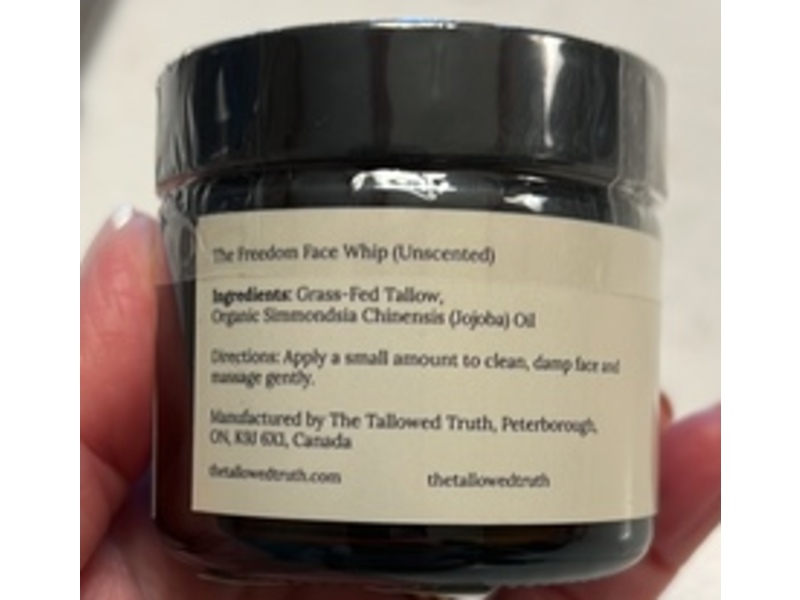 The Freedom Face Whip (Unscented)
Ingredients: Grass-Fed Tallow,
Organic Simmondsia Chinensis (Jojoba) Oil
Directions: Apply a small amount to clean, damp face and
massage gently.
Manufactured by The Tallowed Truth, Peterborough,
ON, K9J 6X1, Canada
thetallowedtruth.com
thetallowedtruth